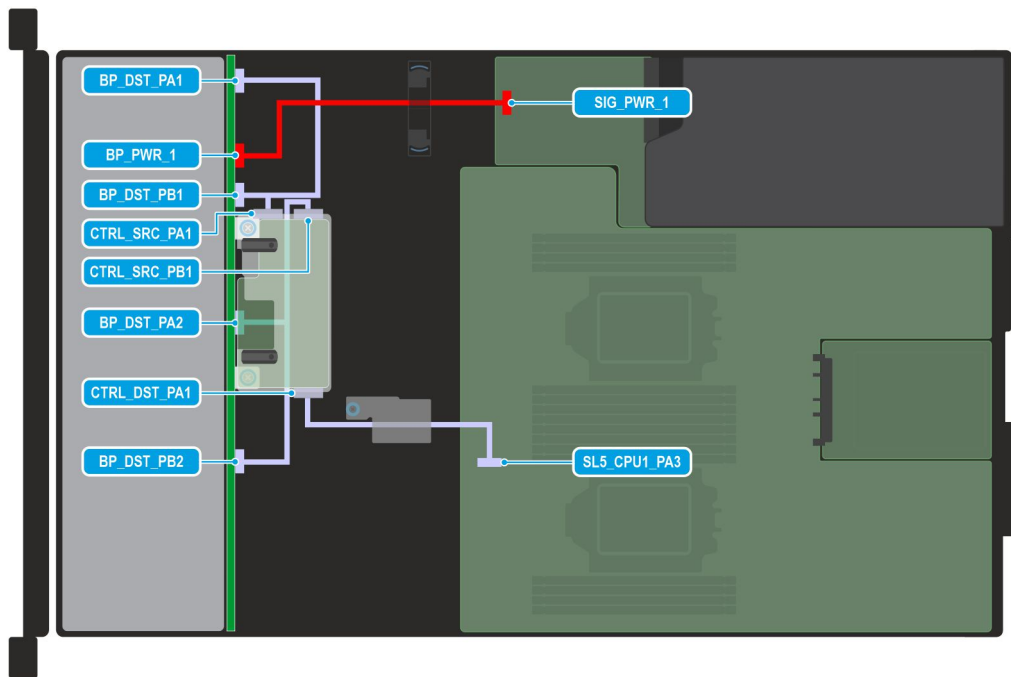 BP_DST_PA1
SIG_PWR_1
BP_PWR_1
BP_DST_PB1
CTRL_SRC_PA1
CTRL_SRC_PB1
BP_DST_PA2
CTRL_DST_PA1
BP_DST_PB2
SL5_CPU1_PA3